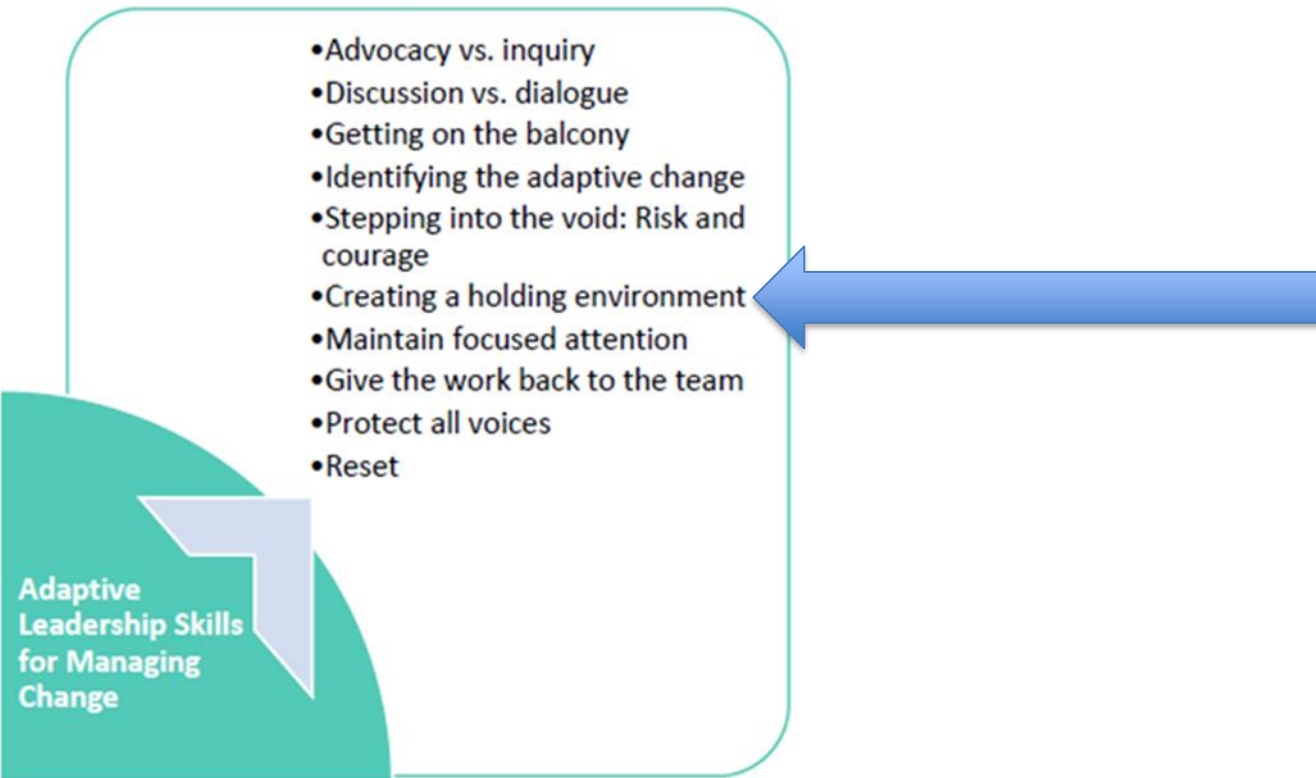 •Advocacy vs. inquiry
•Discussion vs. dialogue
•Getting on the balcony
•Identifying the adaptive change
•Stepping into the void: Risk and
courage
•Creating a holding environment
•Maintain focused attention
•Give the work back to the team
•Protect all voices
•Reset
Adaptive
Leadership Skills
for Managing
Change